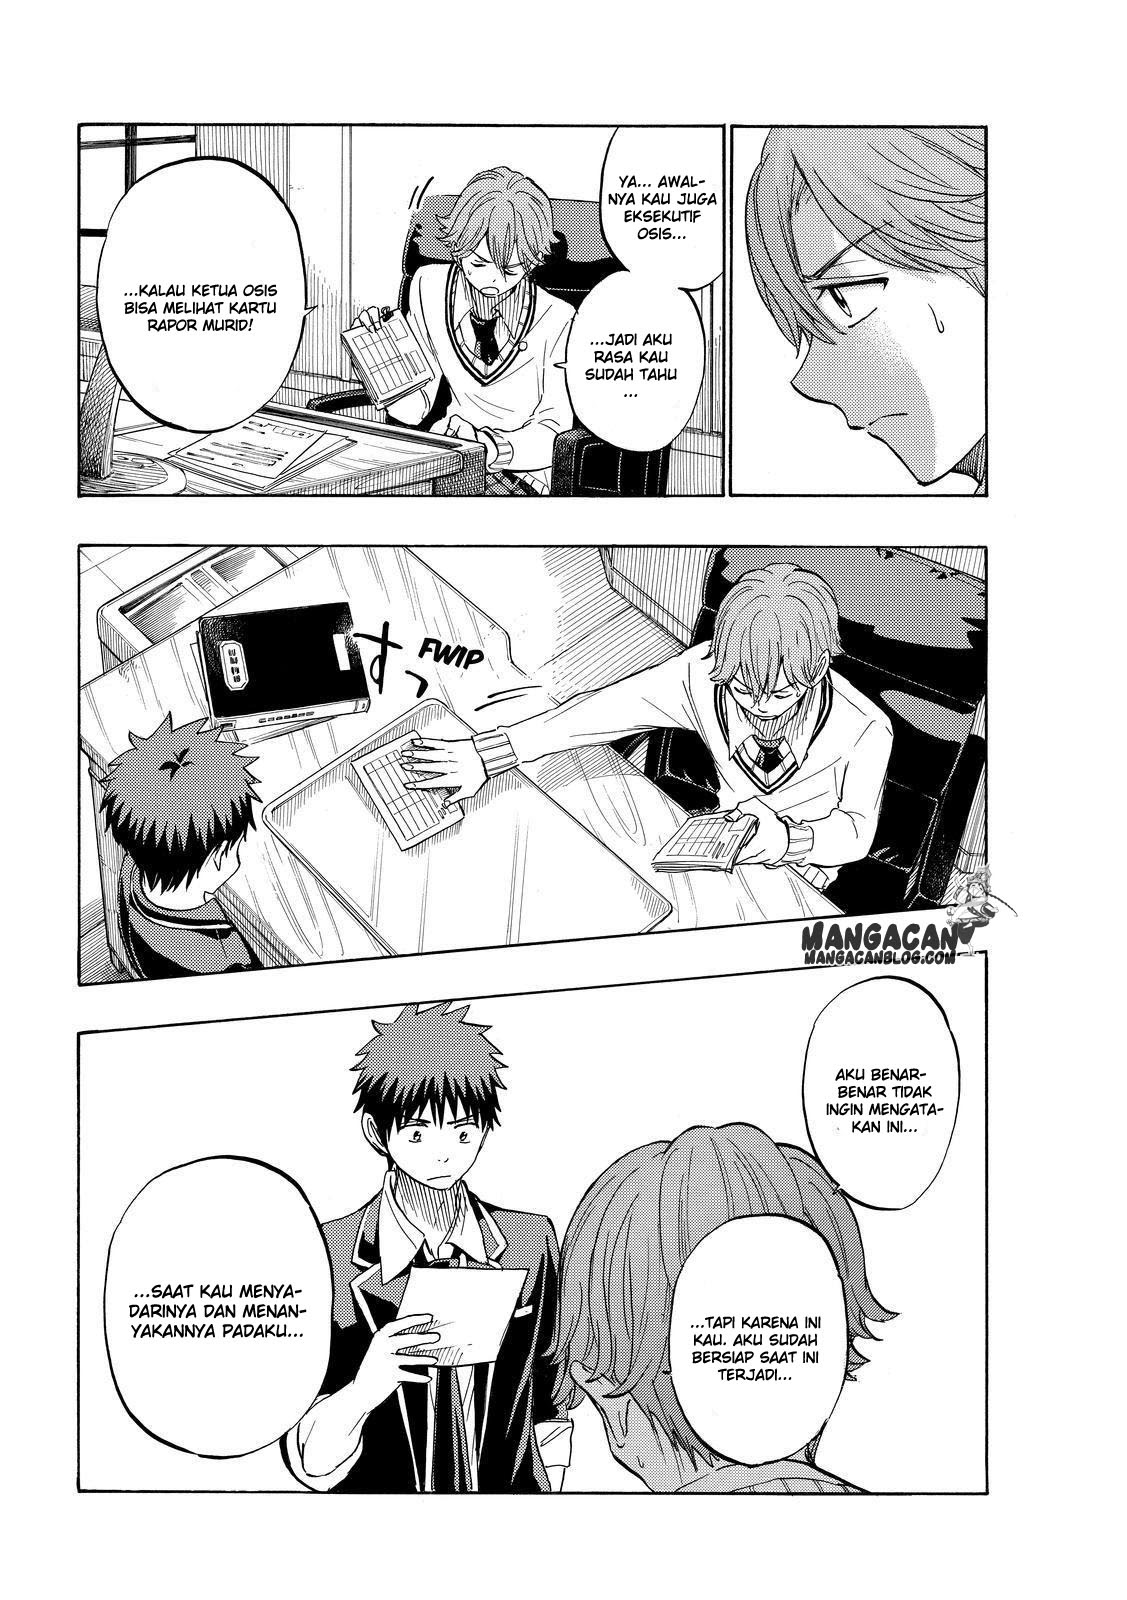 YA... AWAL-
NYA KAU JUGA
EKSEKUTIF
OSIS...
...JADI AKU
RASA KAU
SUDAH TAHU
...
...KALAU KETUA OSIS
BISA MELIHAT KARTU
RAPOR MURID!
すっ
FWIP
MANGACAN
MANGACANBLOG.COM
AKU BENAR-
BENAR TIDAK
INGIN MENGATA-
KAN INI...
...TAPI KARENA INI
KAU. AKU SUDAH
BERSIAP SAAT INI
TERJADI...
...SAAT KAU MENYA-
DARINYA DAN MENAN-
YAKANNYA PADAKU...